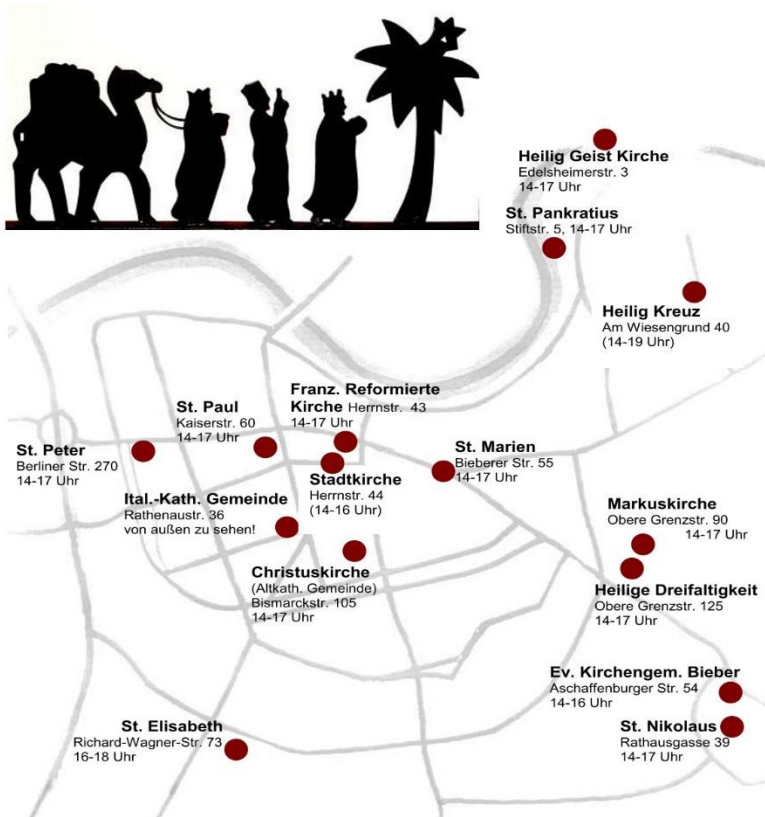 Heilig Geist Kirche
Edelsheimerstr. 3
14-17 Uhr
St. Pankratius
Stiftstr. 5, 14-17 Uhr
Heilig Kreuz
Am Wiesengrund 40
(14-19 Uhr)
Franz. Reformierte
Kirche Herrnstr. 43
14-17 Uhr
St. Paul
Kaiserstr. 60
14-17 Uhr
St. Peter
Berliner Str. 270
14-17 Uhr
St. Marien
Bieberer Str. 55
14-17 Uhr
Stadtkirche
Herrnstr. 44
(14-16 Uhr)
Ital.-Kath. Gemeinde
Rathenaustr. 36
von außen zu sehen!
Markuskirche
Obere Grenzstr. 90
14-17 Uhr
Christuskirche
(Altkath. Gemeinde)
Bismarckstr. 105
14-17 Uhr
Heilige Dreifaltigkeit
Obere Grenzstr. 125
14-17 Uhr
Ev. Kirchengem. Bieber
Aschaffenburger Str. 54
14-16 Uhr
St. Elisabeth
Richard-Wagner-Str. 73
16-18 Uhr
St. Nikolaus
Rathausgasse 39
14-17 Uhr